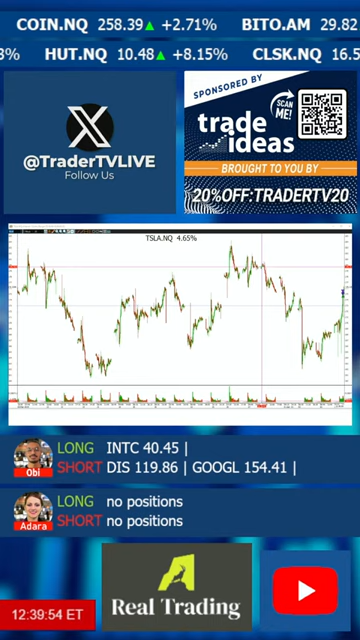 COIN.NQ 258.39▲ +2.71% BITO.AM 29.82
3% HUT.NQ 10.48▲ +8.15% CLSK.NQ 16.5
@TraderTVLIVE
Follow Us
SPONSORED BY
SCAN ME!
trade ideas
BROUGHT TO YOU BY
20%OFF:TRADERTV20
TSLA.NQ 4.65%
LONG INTC 40.45 |
SHORT DIS 119.86 | GOOGL 154.41 |
Obi
LONG no positions
SHORT no positions
Adara
Real Trading
12:39:54 ET